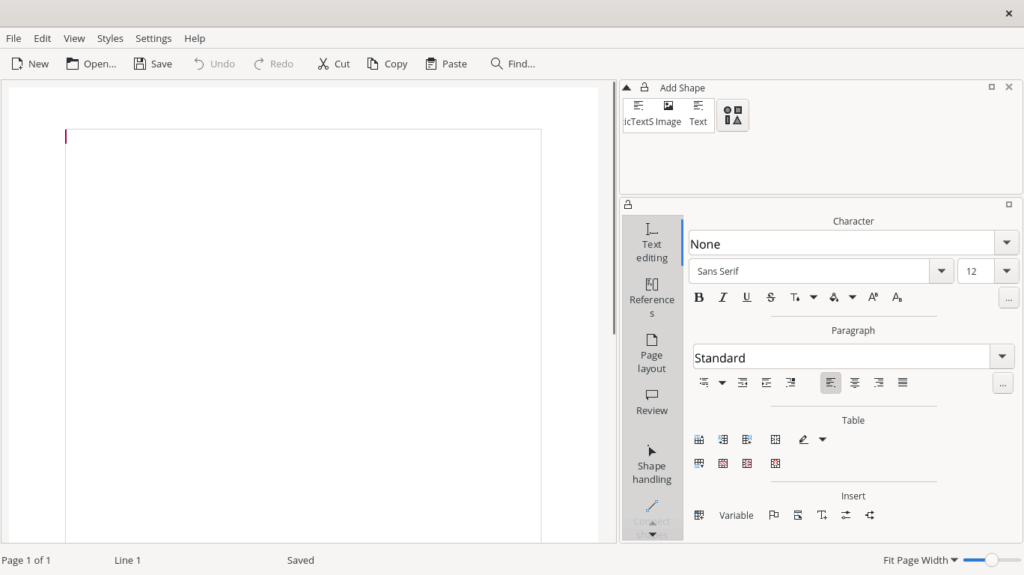 File Edit View Styles Settings Help
New Open... Save Undo Redo Cut Copy Paste Find...
Add Shape
icTextS Image Text
Character
Text
editing
None
Sans Serif 12
Reference
s
...
Paragraph
Page
layout
Standard
...
Review
Table
Shape
handling
Insert
Connect
Variable
Page 1 of 1 Line 1 Saved Fit Page Width